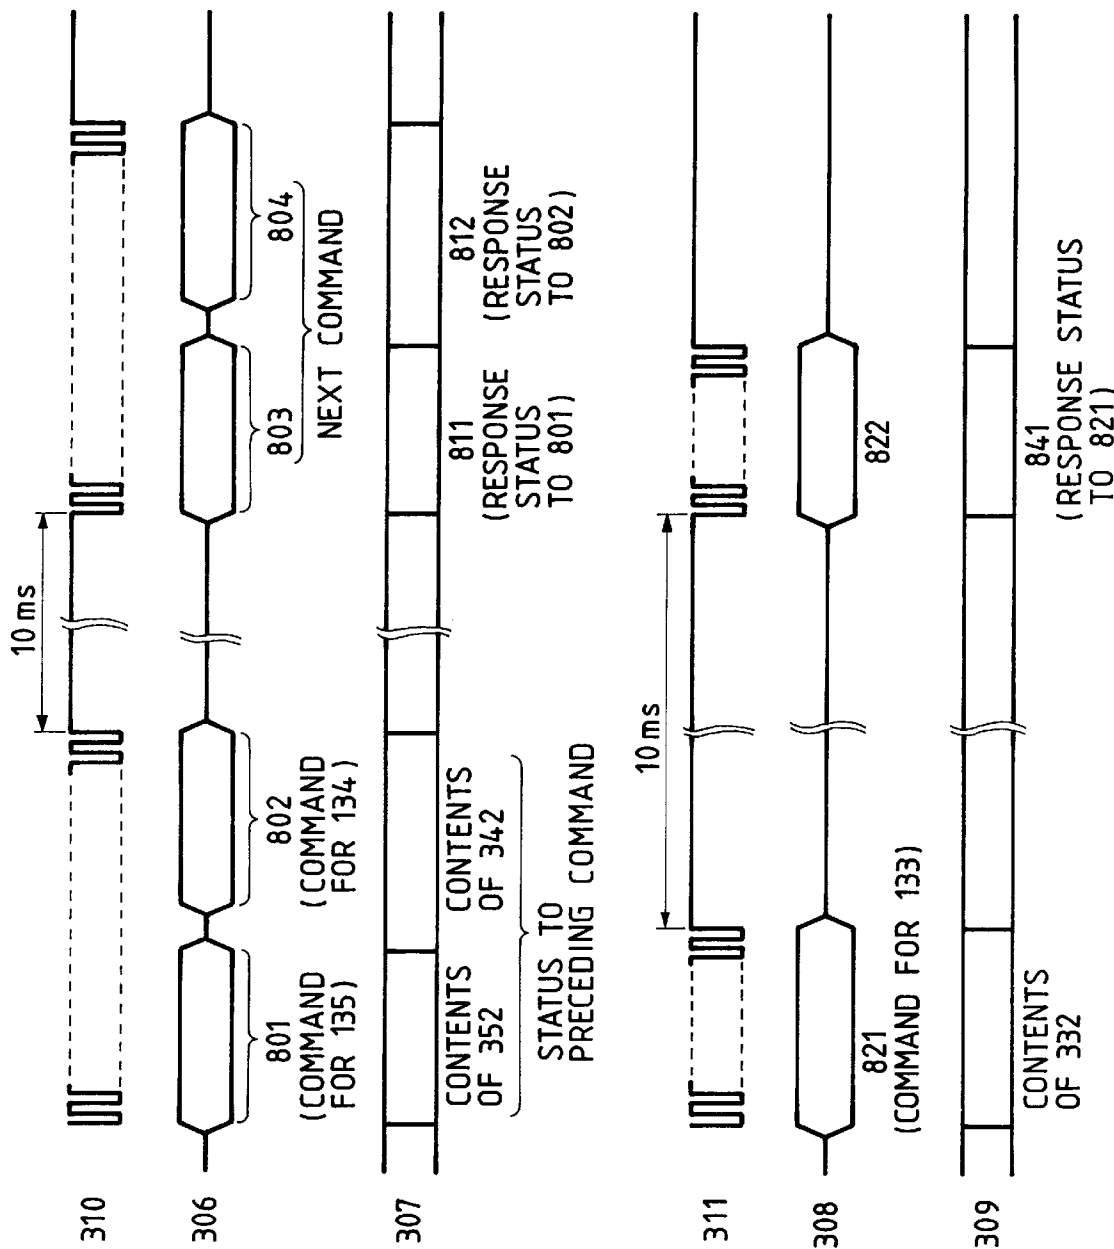 310
10 ms
306
801
(COMMAND
FOR 135)
802
(COMMAND
FOR 134)
803
804
NEXT COMMAND
307
CONTENTS
OF 352
CONTENTS
OF 342
STATUS TO
PRECEDING COMMAND
811
(RESPONSE
STATUS
TO 801)
812
(RESPONSE
STATUS
TO 802)
311
10 ms
308
821
(COMMAND FOR 133)
822
309
CONTENTS
OF 332
841
(RESPONSE STATUS
TO 821)